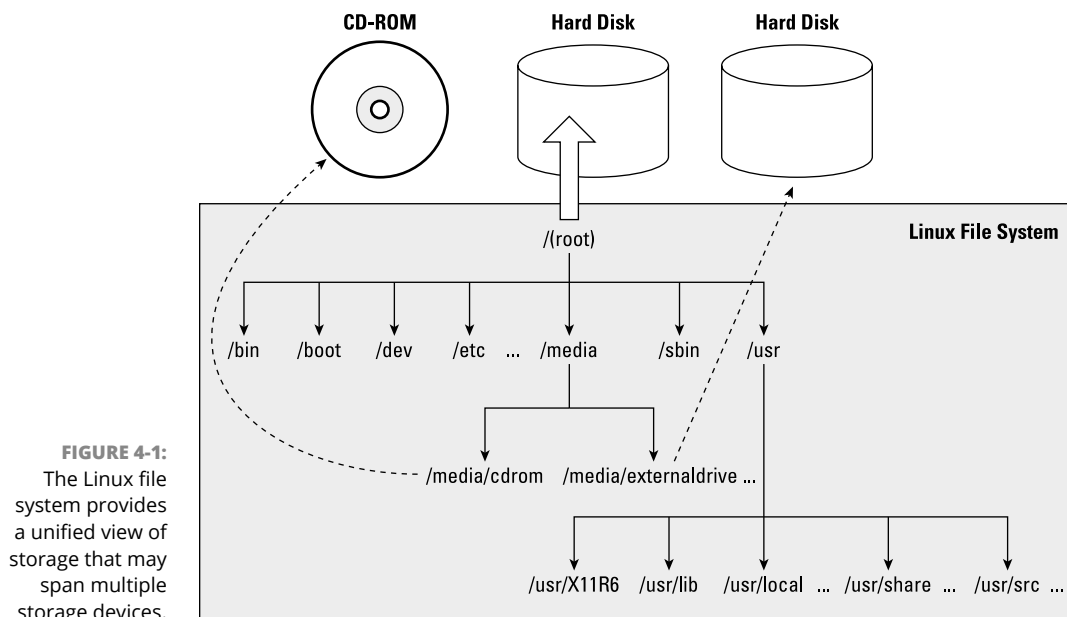 CD-ROM
Hard Disk
Hard Disk
Linux File System
/(root)
/bin
/boot
/dev
/etc
...
/media
/sbin
/usr
/media/cdrom
/media/externaldrive ...
/usr/X11R6
/usr/lib
/usr/local
...
/usr/share
...
/usr/src
...
FIGURE 4-1:
The Linux file
system provides
a unified view of
storage that may
span multiple
storage devices.